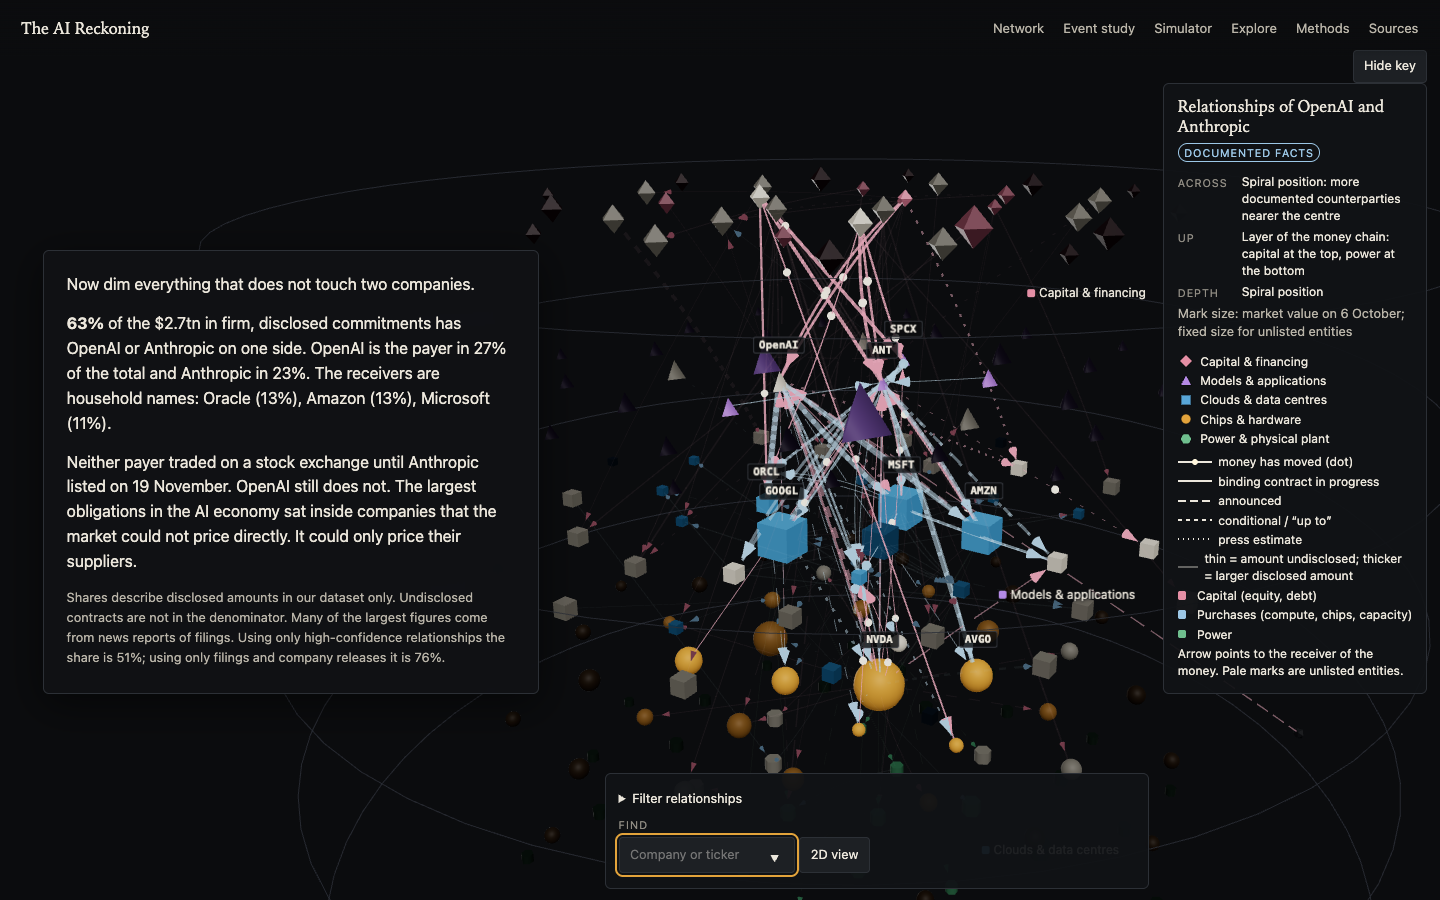 The AI Reckoning
Network Event study Simulator Explore Methods Sources
Hide key
Now dim everything that does not touch two companies.
63% of the $2.7tn in firm, disclosed commitments has
OpenAI or Anthropic on one side. OpenAI is the payer in 27%
of the total and Anthropic in 23%. The receivers are
household names: Oracle (13%), Amazon (13%), Microsoft
(11%).
Neither payer traded on a stock exchange until Anthropic
listed on 19 November. OpenAI still does not. The largest
obligations in the AI economy sat inside companies that the
market could not price directly. It could only price their
suppliers.
Shares describe disclosed amounts in our dataset only. Undisclosed
contracts are not in the denominator. Many of the largest figures come
from news reports of filings. Using only high-confidence relationships the
share is 51%; using only filings and company releases it is 76%.
Capital & financing
SPCX
OpenAI
ANT
ORCL
MSFT
GOOGL
AMZN
Models & applications
NVDA
AVGO
Clouds & data centres
Filter relationships
FIND
Company or ticker
2D view
Relationships of OpenAI and
Anthropic
DOCUMENTED FACTS
ACROSS Spiral position: more
documented counterparties
nearer the centre
UP Layer of the money chain:
capital at the top, power at
the bottom
DEPTH Spiral position
Mark size: market value on 6 October;
fixed size for unlisted entities
Capital & financing
Models & applications
Clouds & data centres
Chips & hardware
Power & physical plant
money has moved (dot)
binding contract in progress
announced
conditional / “up to”
press estimate
thin = amount undisclosed; thicker
= larger disclosed amount
Capital (equity, debt)
Purchases (compute, chips, capacity)
Power
Arrow points to the receiver of the
money. Pale marks are unlisted entities.